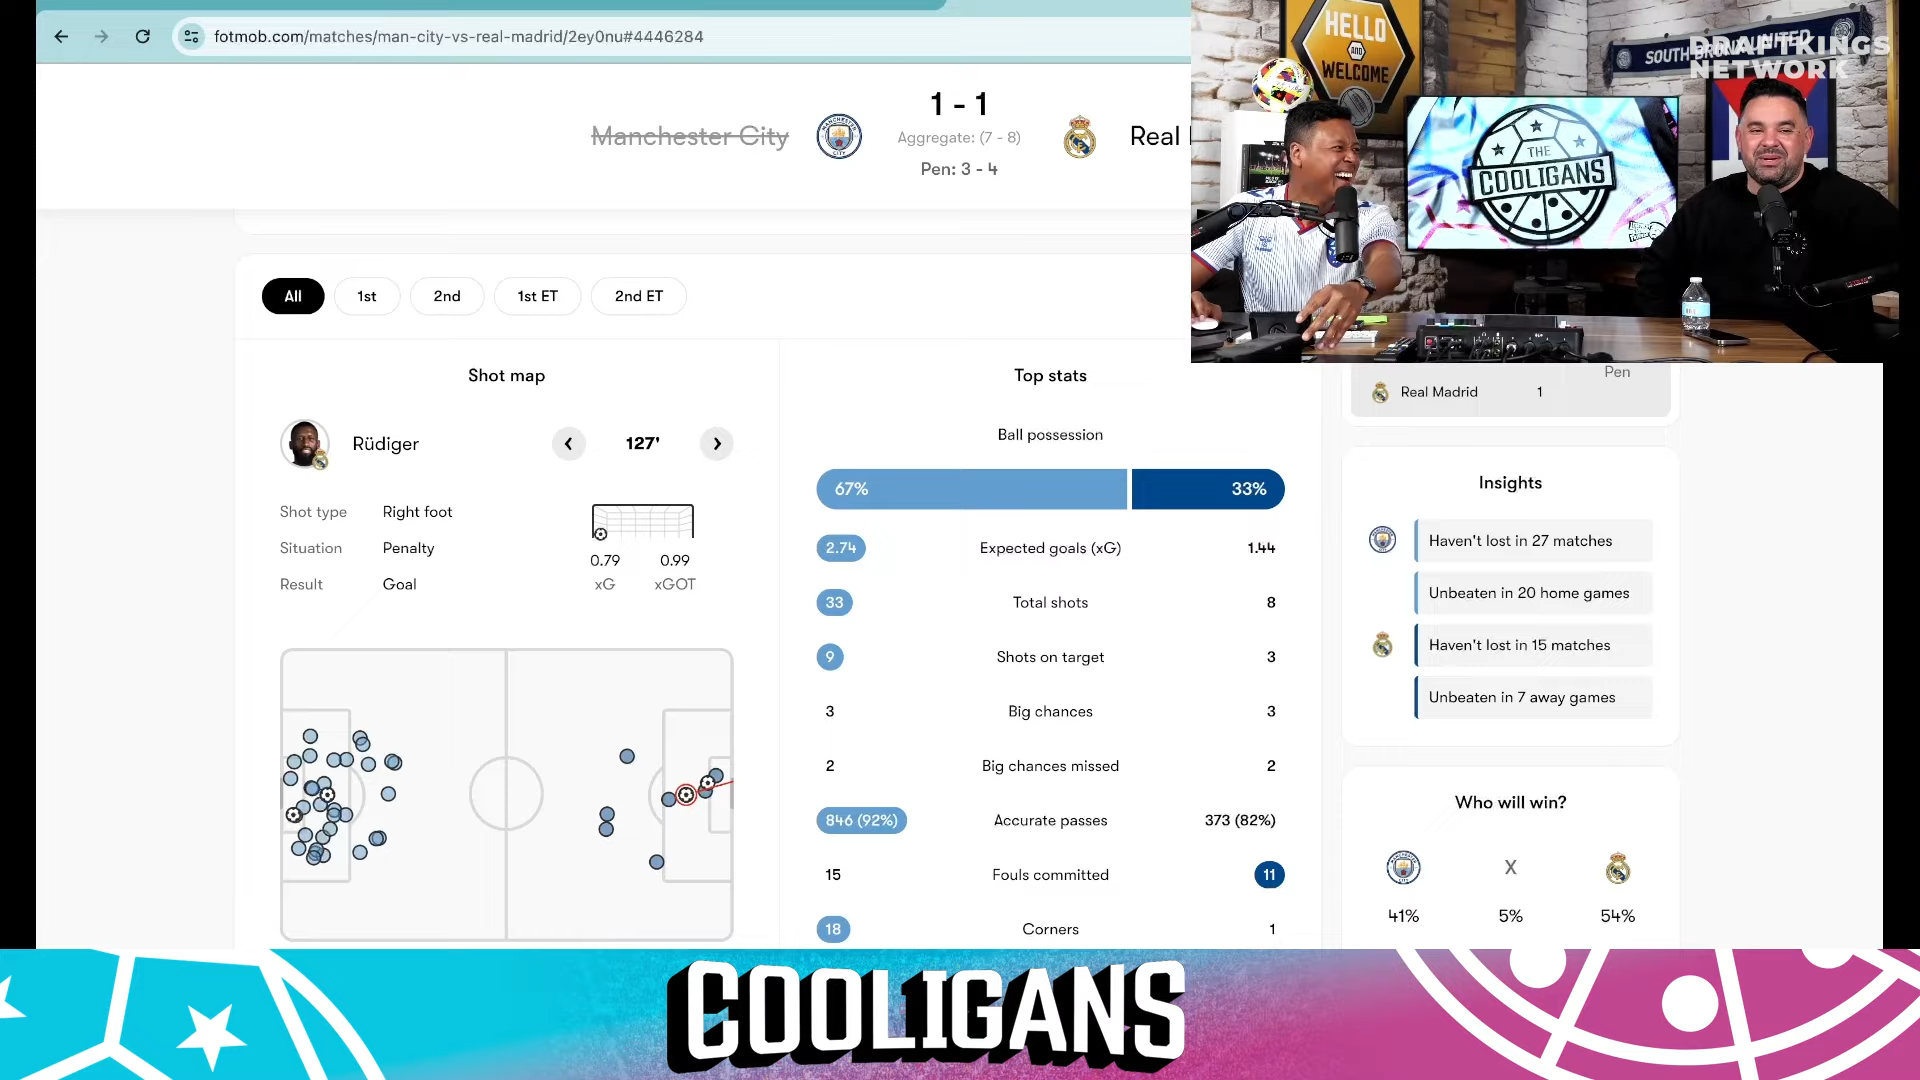 fotmob.com/matches/man-city-vs-real-madrid/2ey0nu#4446284
Manchester City
1 - 1
Aggregate: (7 - 8)
Pen: 3 - 4
Real
HELLO
AND
WELCOME
SOUTH BRONX UNITED
DRAFTKINGS
NETWORK
THE
COOLIGANS
All
1st
2nd
1st ET
2nd ET
Shot map
Rüdiger
127'
Shot type Right foot
Situation Penalty
Result Goal
0.79 0.99
xG xGOT
Top stats
Ball possession
67% 33%
2.74 Expected goals (xG) 1.44
33 Total shots 8
9 Shots on target 3
3 Big chances 3
2 Big chances missed 2
846 (92%) Accurate passes 373 (82%)
15 Fouls committed 11
18 Corners 1
Pen
Real Madrid 1
Insights
Haven't lost in 27 matches
Unbeaten in 20 home games
Haven't lost in 15 matches
Unbeaten in 7 away games
Who will win?
X
41% 5% 54%
COOLIGANS